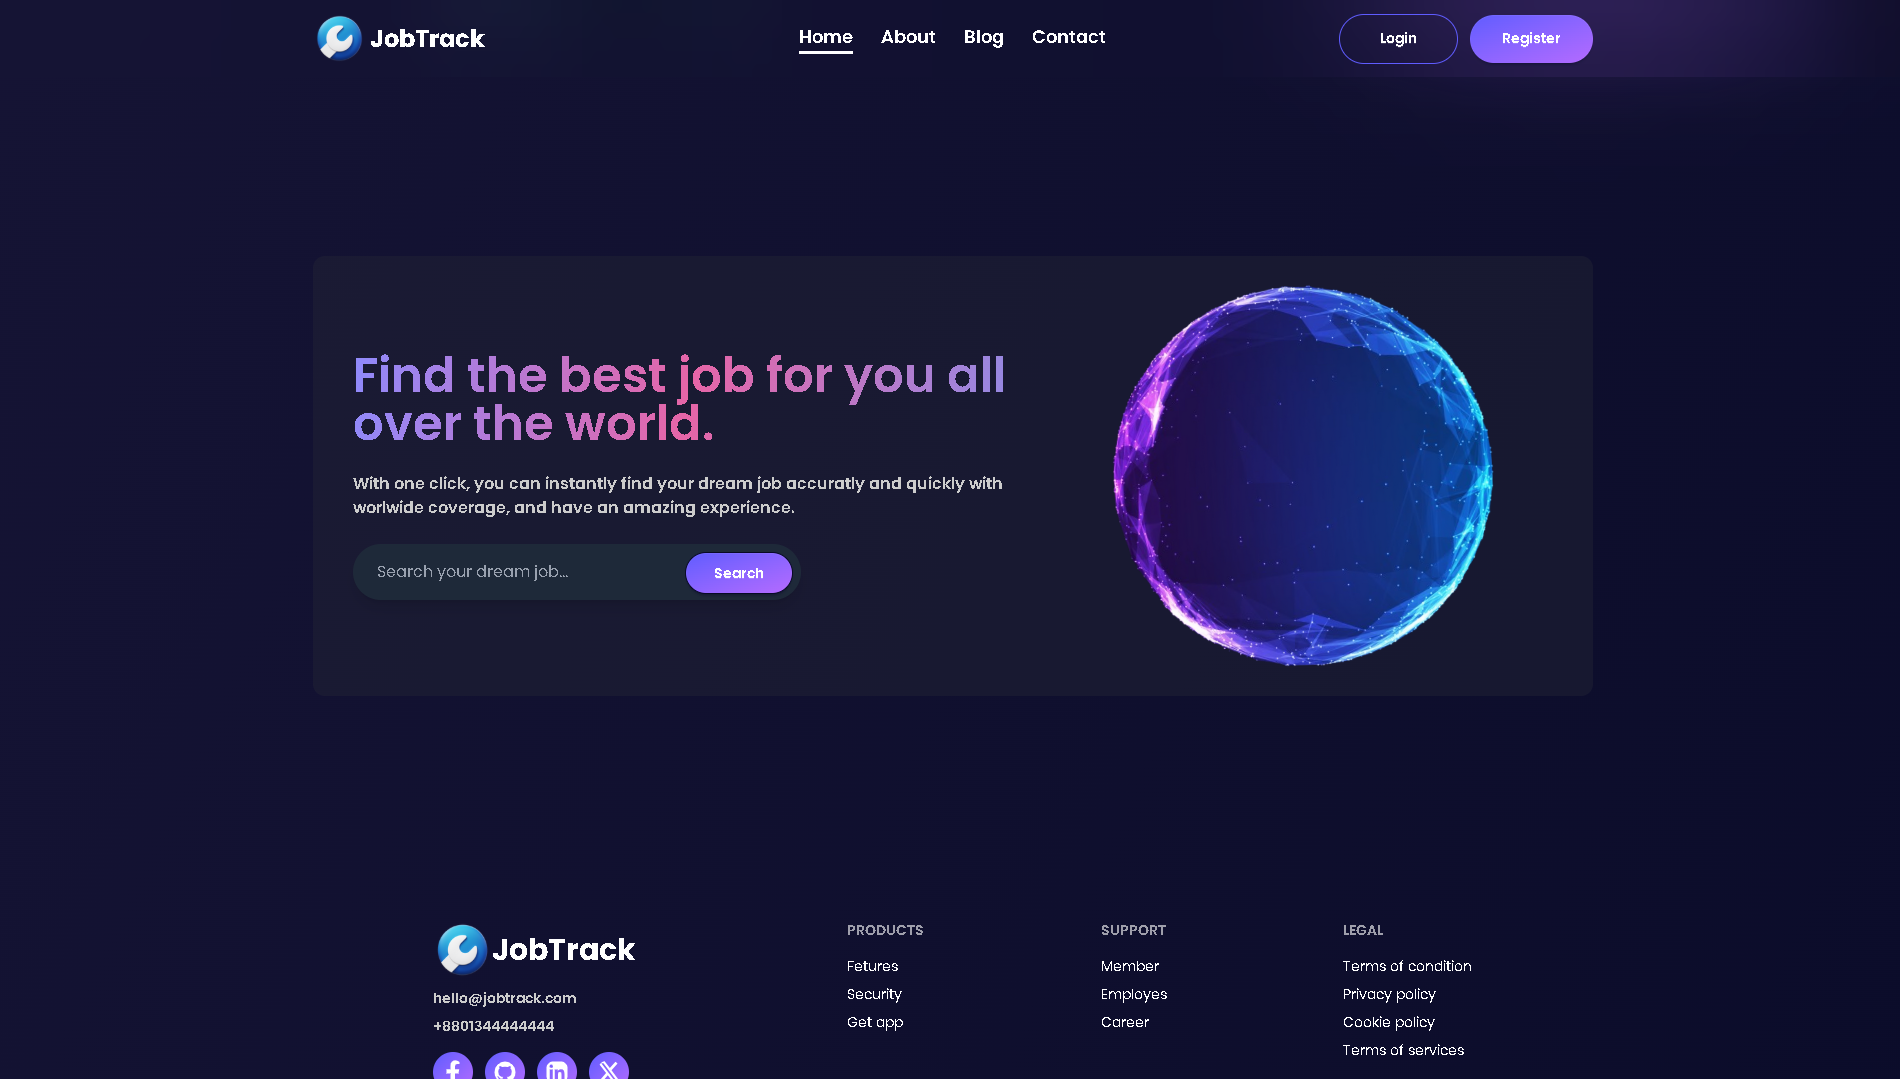 JobTrack
Home
About
Blog
Contact
Login
Register
Find the best job for you all
over the world.
With one click, you can instantly find your dream job accuratly and quickly with
worlwide coverage, and have an amazing experience.
Search your dream job...
Search
JobTrack
hello@jobtrack.com
+8801344444444
PRODUCTS
Fetures
Security
Get app
SUPPORT
Member
Employes
Career
LEGAL
Terms of condition
Privacy policy
Cookie policy
Terms of services